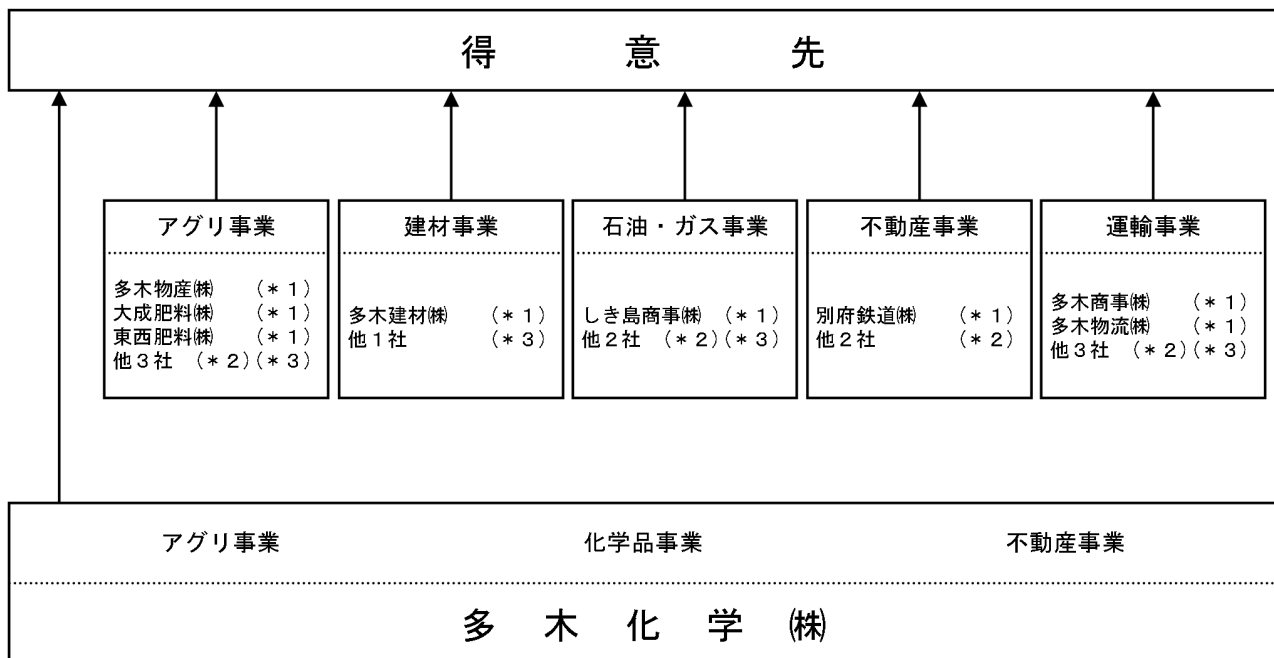 得意先
アグリ事業
多木物産㈱ (＊1)
大成肥料㈱ (＊1)
東西肥料㈱ (＊1)
他3社 (＊2)(＊3)
建材事業
多木建材㈱ (＊1)
他1社 (＊3)
石油・ガス事業
しき島商事㈱ (＊1)
他2社 (＊2)(＊3)
不動産事業
別府鉄道㈱ (＊1)
他2社 (＊2)
運輸事業
多木商事㈱ (＊1)
多木物流㈱ (＊1)
他3社 (＊2)(＊3)
アグリ事業 化学品事業 不動産事業
多木化学㈱